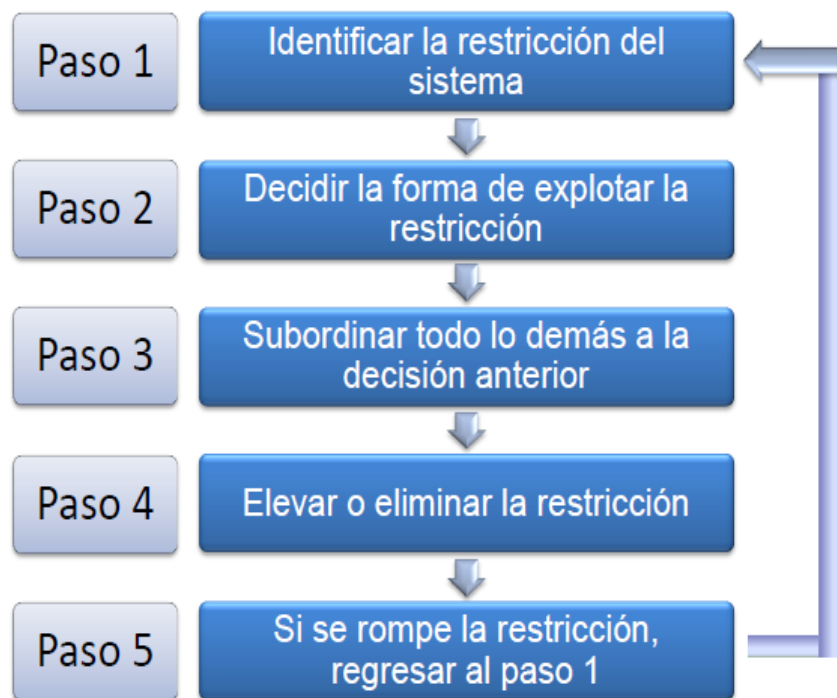 Paso 1
Identificar la restricción del
sistema
Paso 2
Decidir la forma de explotar la
restricción
Paso 3
Subordinar todo lo demás a la
decisión anterior
Paso 4
Elevar o eliminar la restricción
Paso 5
Si se rompe la restricción,
regresar al paso 1